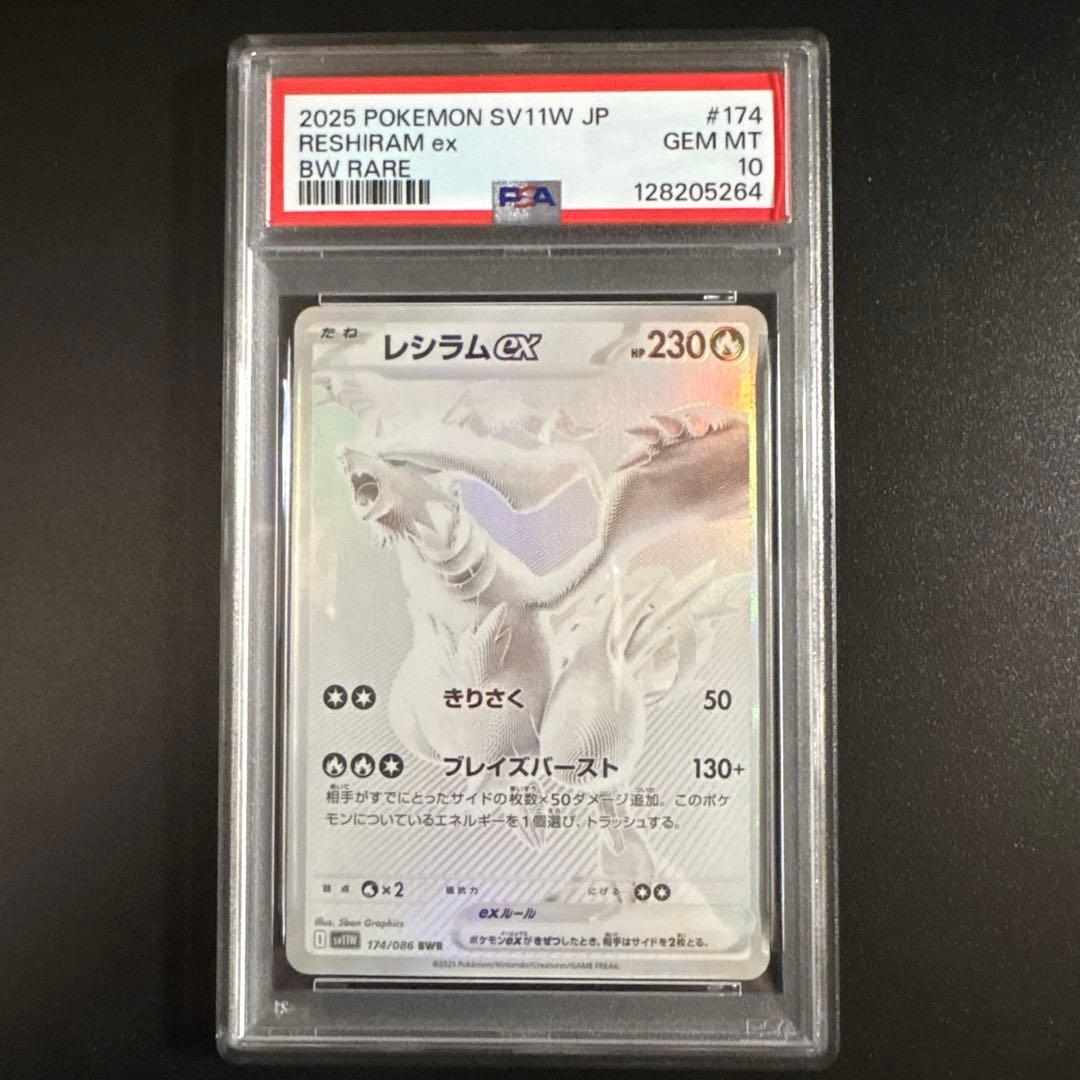 2025 POKEMON SV11W JP #174
RESHIRAM ex GEM MT
BW RARE 10
PSA 128205264
たね レシラムex HP 230
きりさく 50
ブレイズバースト 130+
相手がすでにとったサイドの枚数×50ダメージ追加。このポケ
モンについているエネルギーを1個選び、トラッシュする。
弱点 ×2 抵抗力 にげる
exルール
ポケモンexがきぜつしたとき、相手はサイドを2枚とる。
Illus. 5ban Graphics
I sv11W 174/086 BWR
©2025 Pokémon/Nintendo/Creatures/GAME FREAK.